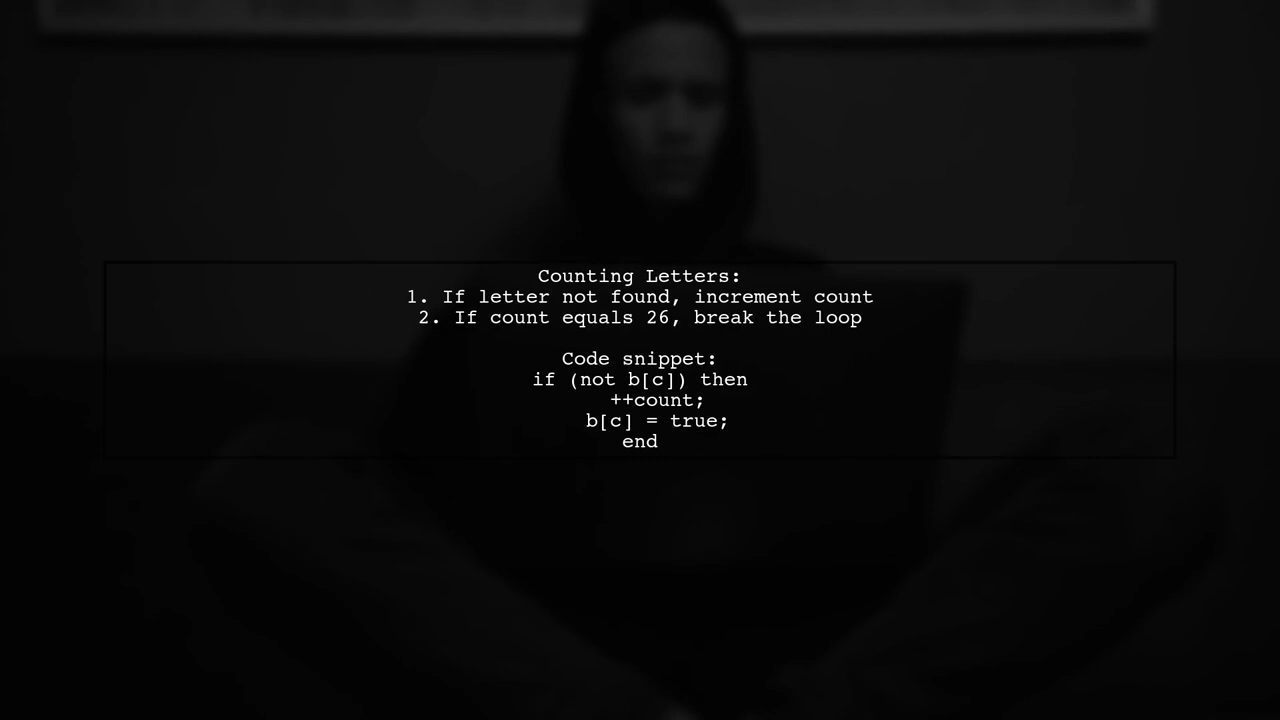 Counting Letters:
1. If letter not found, increment count
2. If count equals 26, break the loop
Code snippet:
if (not b[c]) then
++count;
b[c] = true;
end